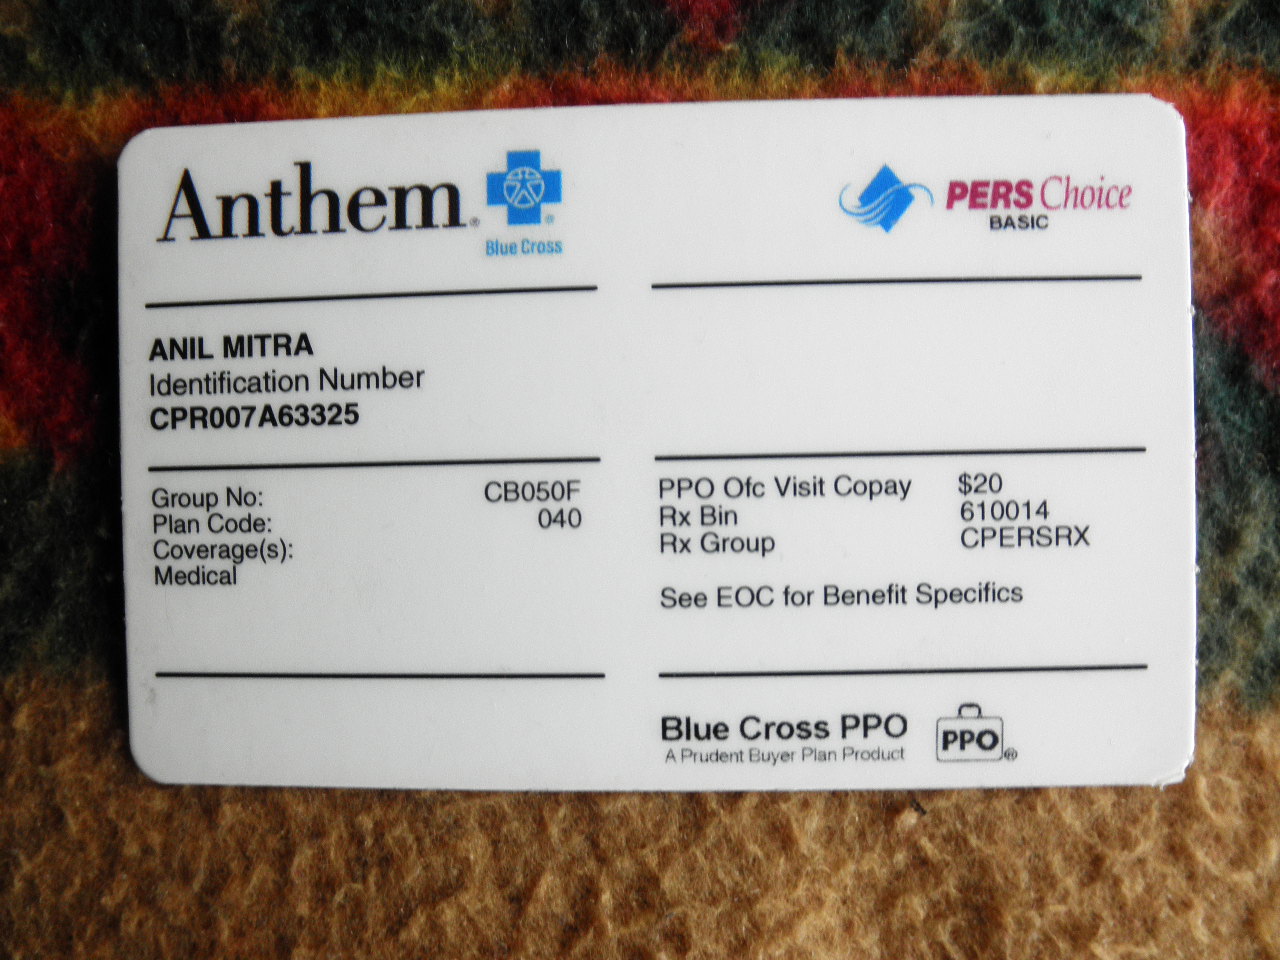 Anthem®
Blue Cross
®
PERS Choice
BASIC
ANIL MITRA
Identification Number
CPR007A63325
Group No: CB050F
Plan Code: 040
Coverage(s):
Medical
PPO Ofc Visit Copay $20
Rx Bin 610014
Rx Group CPERSRX
See EOC for Benefit Specifics
Blue Cross PPO
A Prudent Buyer Plan Product
PPO®